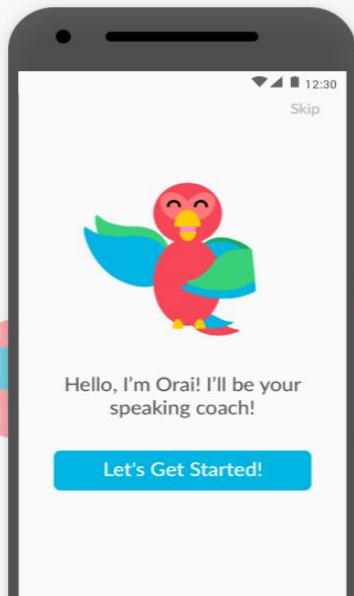 12:30
Skip
Hello, I'm Orai! I'll be your
speaking coach!
Let's Get Started!